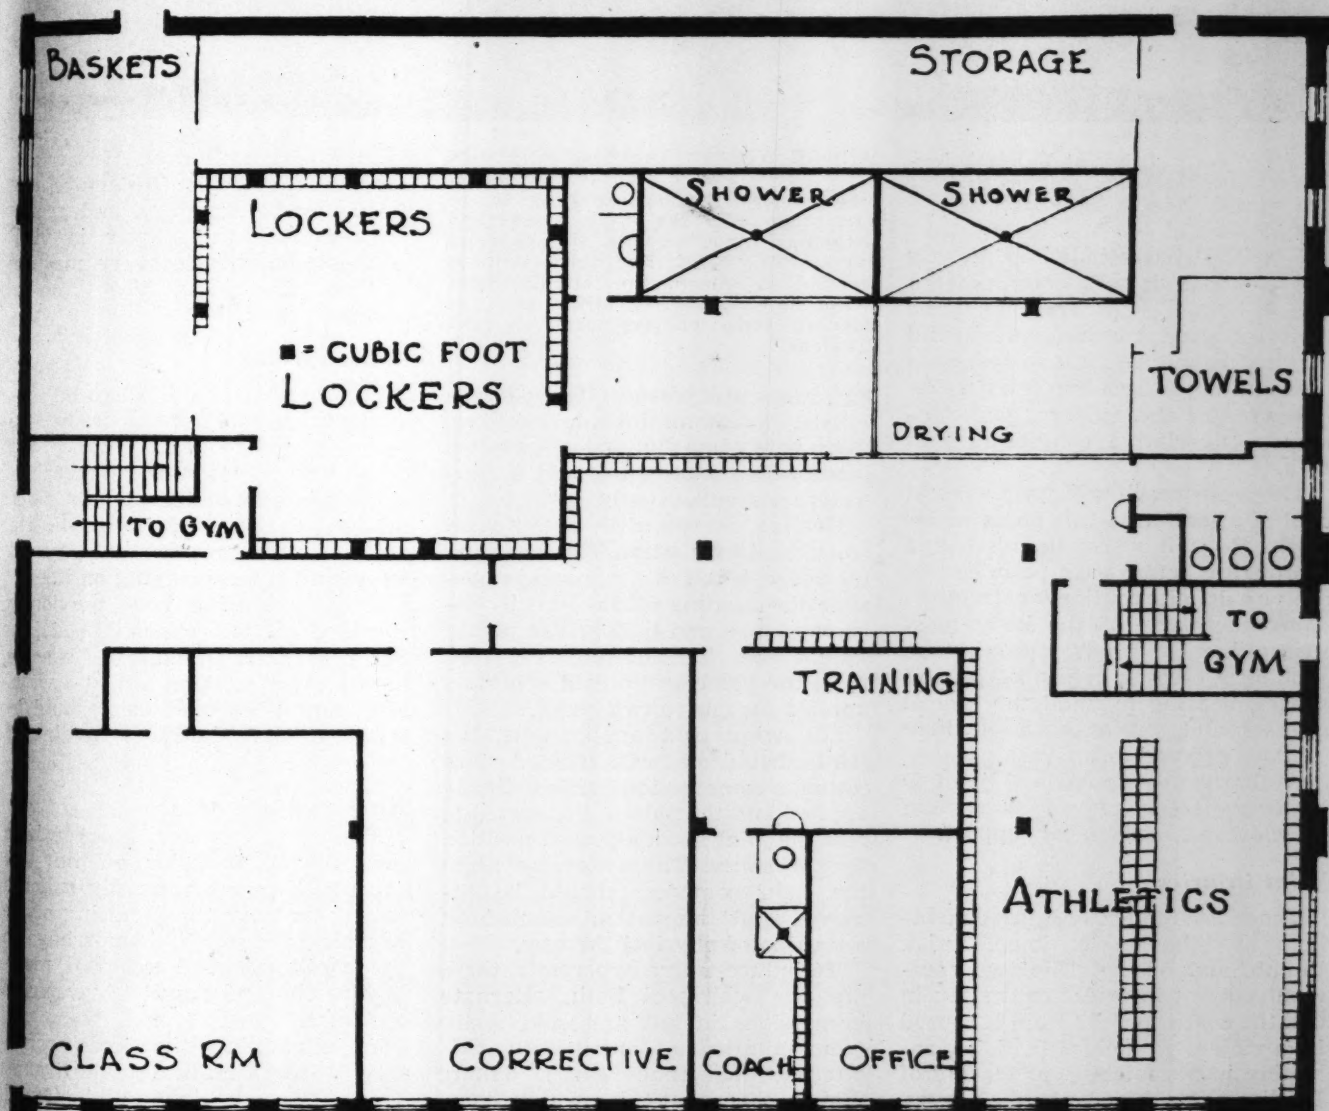 BASKETS
STORAGE
LOCKERS
SHOWER
SHOWER
■ = CUBIC FOOT
LOCKERS
TOWELS
DRYING
TO GYM
TO
GYM
TRAINING
ATHLETICS
CLASS RM
CORRECTIVE
COACH
OFFICE